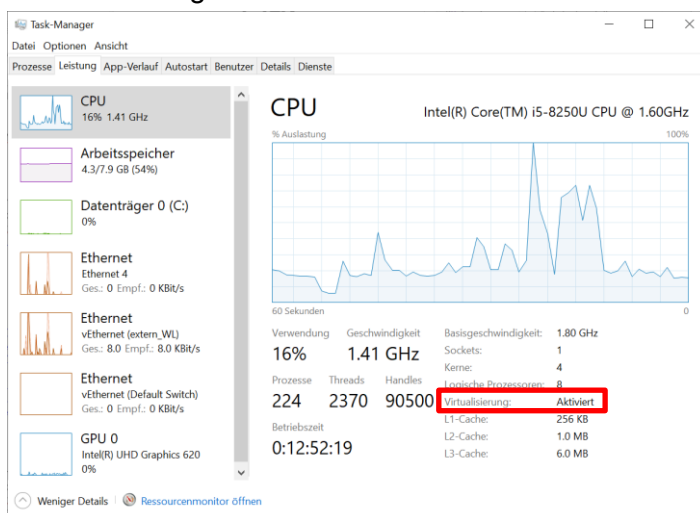 Task-Manager
Datei Optionen Ansicht
Prozesse Leistung App-Verlauf Autostart Benutzer Details Dienste
CPU
16% 1.41 GHz
Arbeitsspeicher
4.3/7.9 GB (54%)
Datenträger 0 (C:)
0%
Ethernet
Ethernet 4
Ges.: 0 Empf.: 0 KBit/s
Ethernet
vEthernet (extern_WL)
Ges.: 8.0 Empf.: 8.0 KBit/s
Ethernet
vEthernet (Default Switch)
Ges.: 0 Empf.: 0 KBit/s
GPU 0
Intel(R) UHD Graphics 620
0%
CPU
Intel(R) Core(TM) i5-8250U CPU @ 1.60GHz
% Auslastung 100%
60 Sekunden 0
Verwendung Geschwindigkeit
16% 1.41 GHz
Prozesse Threads Handles
224 2370 90500
Betriebszeit
0:12:52:19
Basisgeschwindigkeit: 1.80 GHz
Sockets: 1
Kerne: 4
Logische Prozessoren: 8
Virtualisierung: Aktiviert
L1-Cache: 256 KB
L2-Cache: 1.0 MB
L3-Cache: 6.0 MB
Weniger Details Ressourcenmonitor öffnen